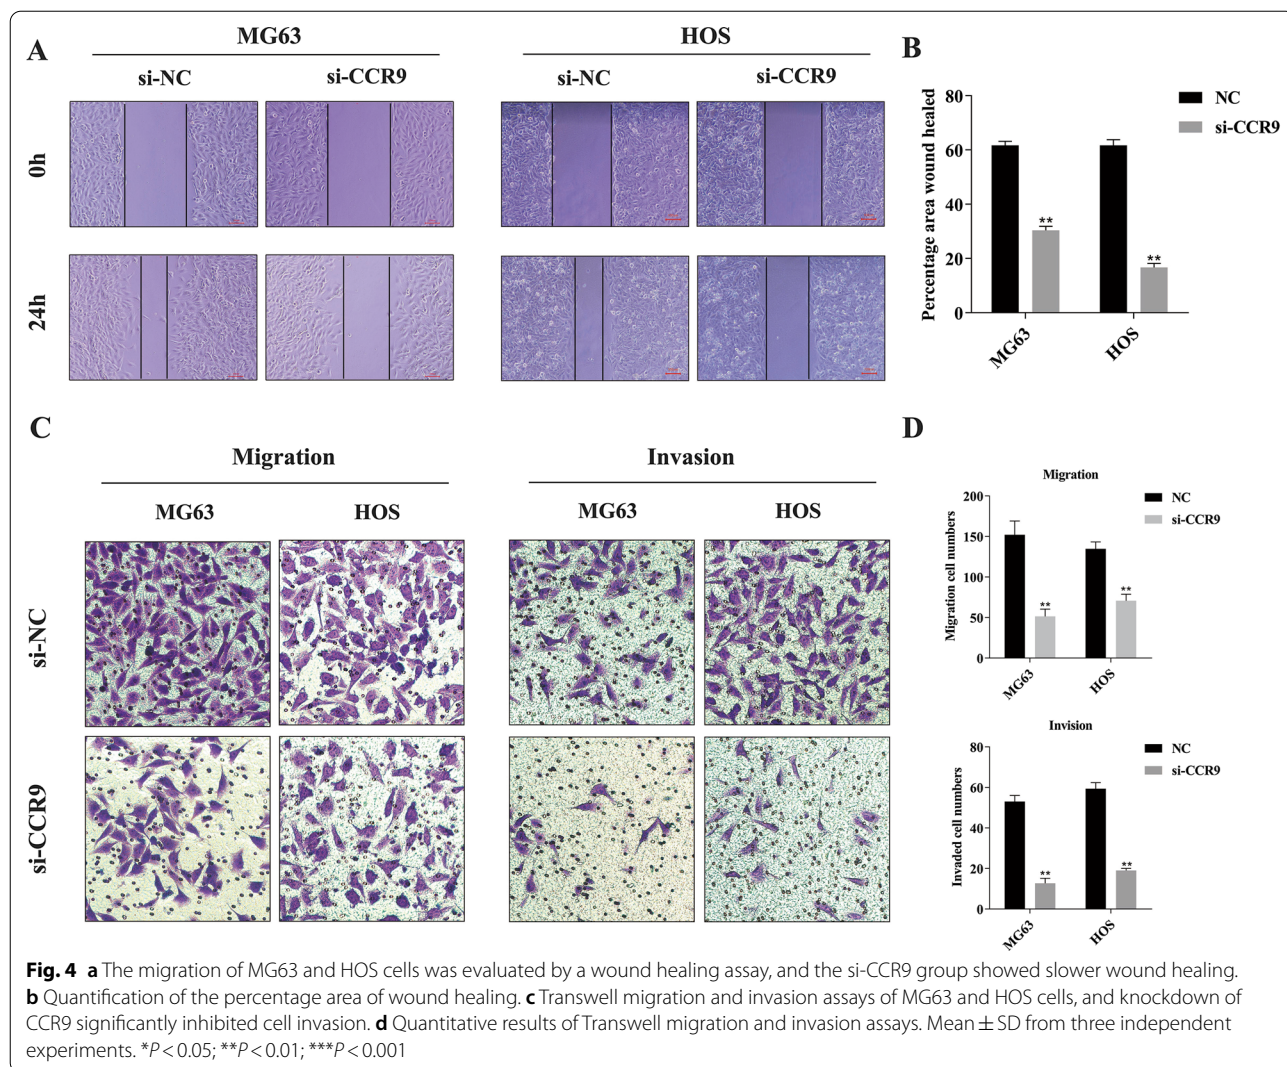 A
MG63
HOS
si-NC
si-CCR9
si-NC
si-CCR9
0h
24h
B
NC
si-CCR9
Percentage area wound healed
80
60
40
20
0
**
**
MG63
HOS
C
Migration
Invasion
MG63
HOS
MG63
HOS
si-NC
si-CCR9
D
Migration
NC
si-CCR9
Migration cell numbers
200
150
100
50
0
**
**
MG63
HOS
Invision
NC
si-CCR9
Invaded cell numbers
80
60
40
20
0
**
**
MG63
HOS
Fig. 4 a The migration of MG63 and HOS cells was evaluated by a wound healing assay, and the si-CCR9 group showed slower wound healing.
b Quantification of the percentage area of wound healing. c Transwell migration and invasion assays of MG63 and HOS cells, and knockdown of
CCR9 significantly inhibited cell invasion. d Quantitative results of Transwell migration and invasion assays. Mean ± SD from three independent
experiments. *P < 0.05; **P < 0.01; ***P < 0.001